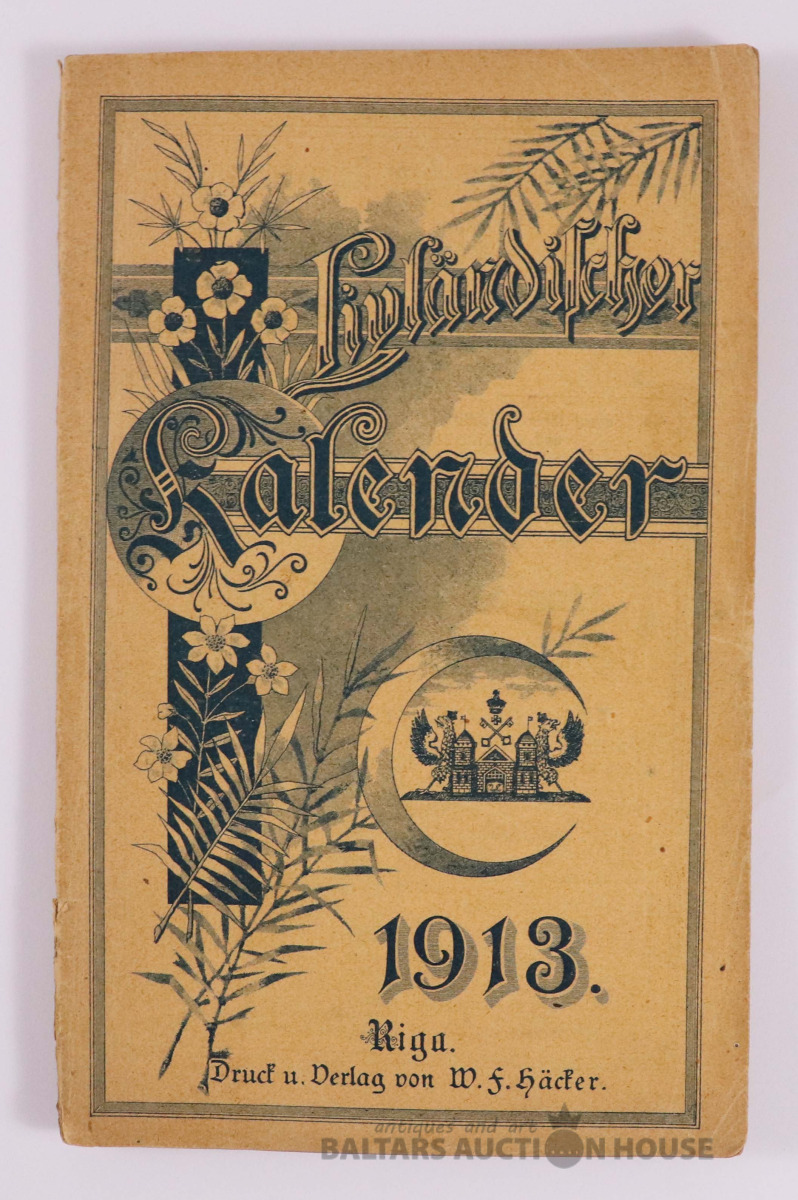 Livländischer
Kalender
1913.
Riga.
Druck u. Verlag von W. F. Häcker.
antiques and art
BALTARS AUCTION HOUSE